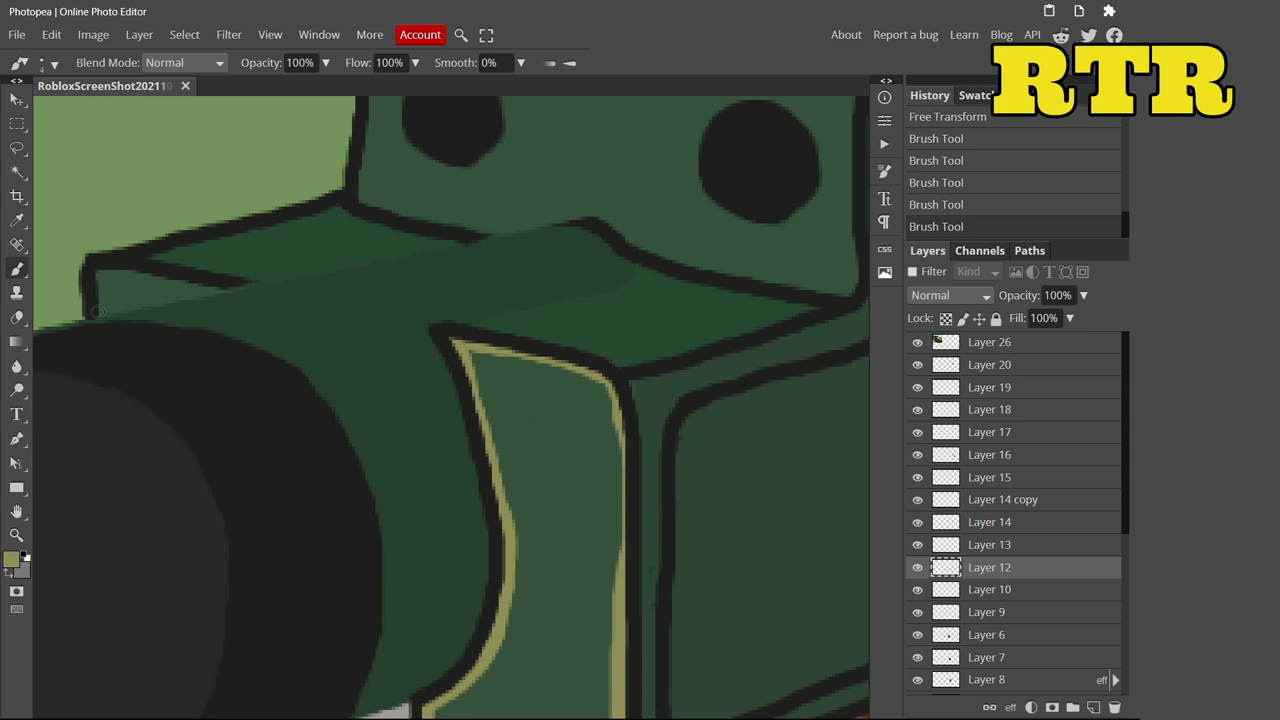 Photopea | Online Photo Editor
File Edit Image Layer Select Filter View Window More Account
About Report a bug Learn Blog API
4 Blend Mode: Normal Opacity: 100% Flow: 100% Smooth: 0%
RTR
RobloxScreenShot202110
History Swatc
Free Transform
Brush Tool
Brush Tool
Brush Tool
Brush Tool
Brush Tool
Layers Channels Paths
Filter Kind
Normal Opacity: 100%
Lock: Fill: 100%
Layer 26
Layer 20
Layer 19
Layer 18
Layer 17
Layer 16
Layer 15
Layer 14 copy
Layer 14
Layer 13
Layer 12
Layer 10
Layer 9
Layer 6
Layer 7
Layer 8 eff
eff
CSS